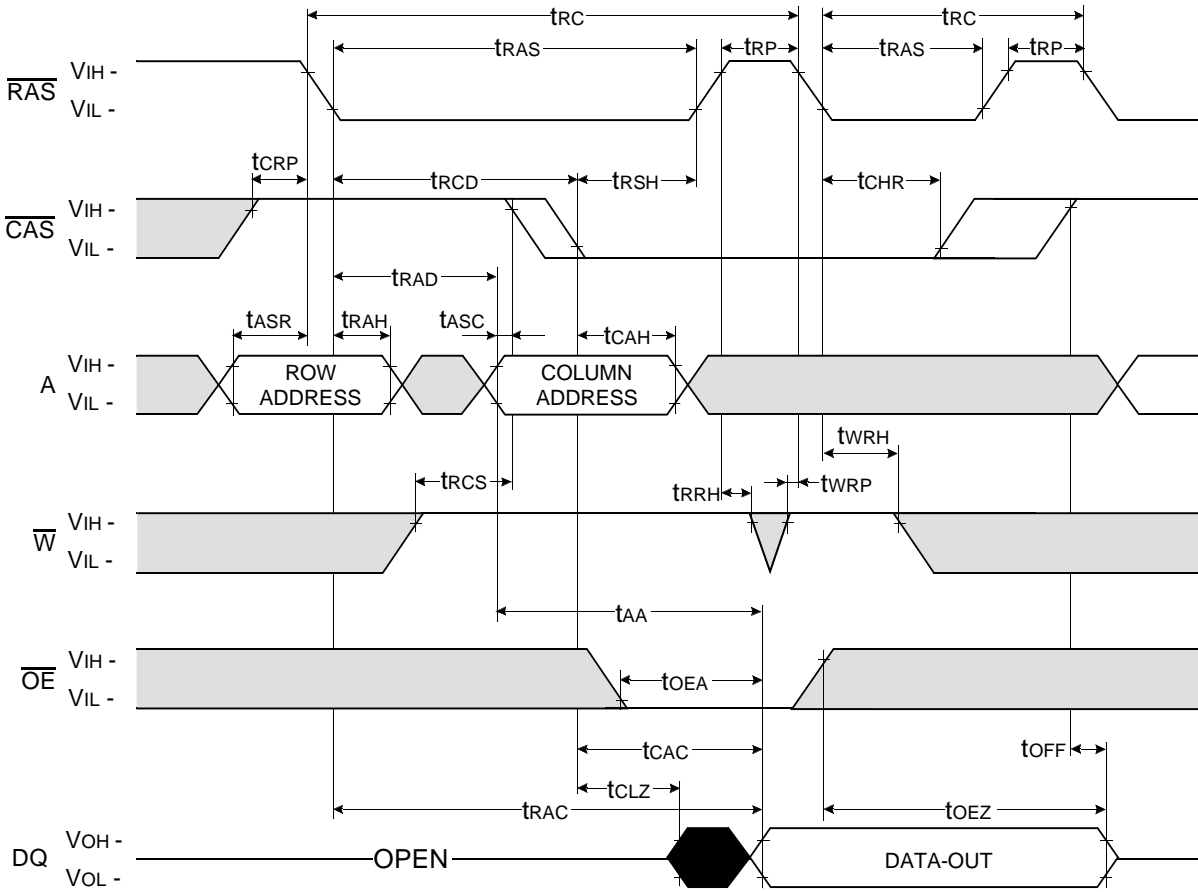 tRC tRC
tRAS tRP tRAS tRP
RAS VIH -
VIL -
tCRP tRCD tRSH tCHR
CAS VIH -
VIL -
tRAD
tASR tRAH tASC tCAH
A VIH -
VIL -
ROW
ADDRESS
COLUMN
ADDRESS
tWRH
tRCS tRRH tWRP
W VIH -
VIL -
tAA
OE VIH -
VIL -
tOEA
tCAC tOFF
tCLZ
tRAC tOEZ
DQ VOH -
VOL -
OPEN DATA-OUT